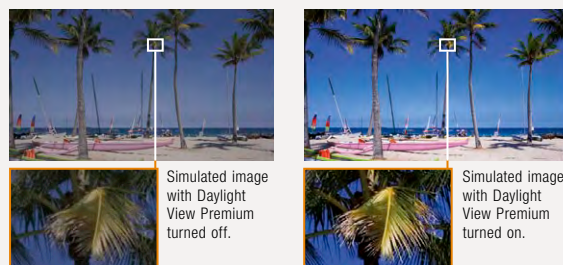 Simulated image
with Daylight
View Premium
turned off.
Simulated image
with Daylight
View Premium
turned on.